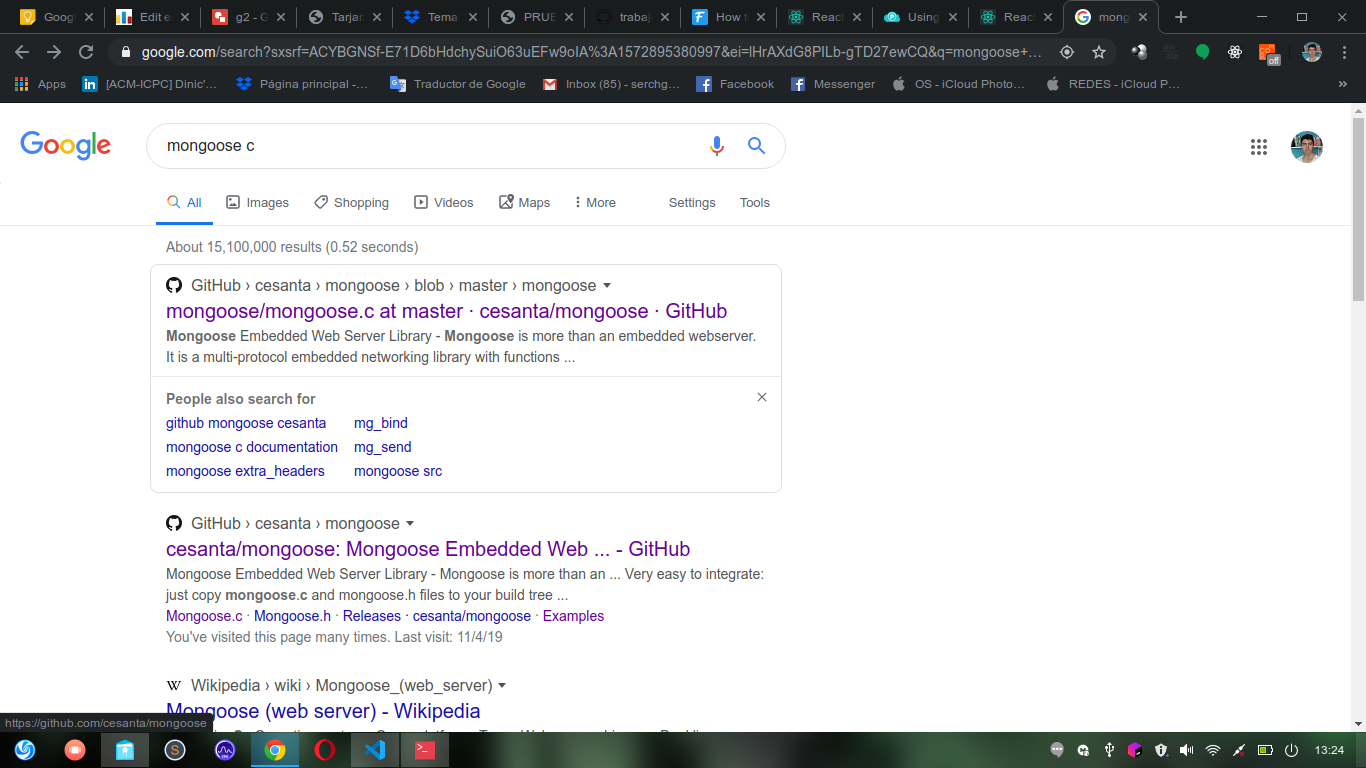 Googl
Edit e
g2 - G
Tarjan
Tema
PRUE
trabaj
How t
React
Using
React
mong
google.com/search?sxsrf=ACYBGNSf-E71D6bHdchySuiO63uEFw9oIA%3A1572895380997&ei=lHrAXdG8PILb-gTD27ewCQ&q=mongoose+...
off
Apps
[ACM-ICPC] Dinic'...
Página principal -...
Traductor de Google
Inbox (85) - serchg...
Facebook
Messenger
OS - iCloud Photo...
REDES - iCloud P...
»
Google
mongoose c
All
Images
Shopping
Videos
Maps
More
Settings
Tools
About 15,100,000 results (0.52 seconds)
GitHub › cesanta › mongoose › blob › master › mongoose
mongoose/mongoose.c at master · cesanta/mongoose · GitHub
Mongoose Embedded Web Server Library - Mongoose is more than an embedded webserver.
It is a multi-protocol embedded networking library with functions ...
People also search for
github mongoose cesanta mg_bind
mongoose c documentation mg_send
mongoose extra_headers mongoose src
GitHub › cesanta › mongoose
cesanta/mongoose: Mongoose Embedded Web ... - GitHub
Mongoose Embedded Web Server Library - Mongoose is more than an ... Very easy to integrate:
just copy mongoose.c and mongoose.h files to your build tree ...
Mongoose.c · Mongoose.h · Releases · cesanta/mongoose · Examples
You've visited this page many times. Last visit: 11/4/19
W Wikipedia › wiki › Mongoose_(web_server)
Mongoose (web server) - Wikipedia
https://github.com/cesanta/mongoose
13:24